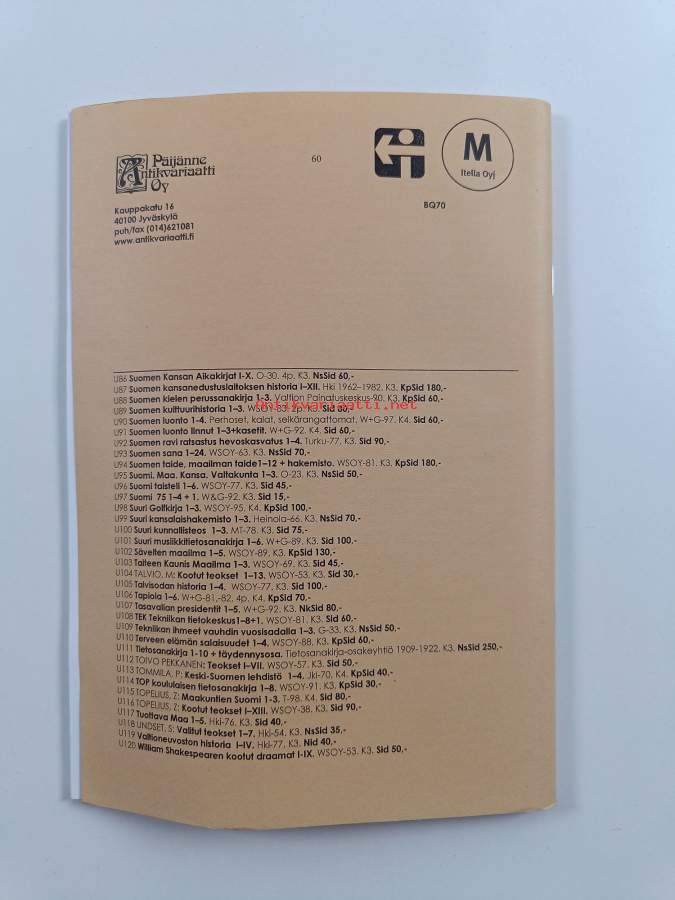 Päijänne
Antikvariaatti
Oy
60
M
Itella Oyj
Kauppakatu 16
40100 Jyväskylä
puh/fax (014)621081
www.antikvariaatti.fi
BQ70
U86 Suomen Kansan Aikakirjat I-X. O-30. 4p. K3. NsSid 60,-
U87 Suomen kansanedustuslaitoksen historia I-XII. Hki 1962-1982. K3. KpSid 180,-
U88 Suomen kielen perussanakirja 1-3. Valtion Painatuskeskus-90. K3. KpSid 60,-
U89 Suomen kulttuurihistoria 1-3. WSOY-83-2p. K3. Sid 80,-
Antikvariaatti.net
U90 Suomen luonto 1-4. Perhoset, kalat, selkärangattomat. W+G-97. K4. Sid 60,-
U91 Suomen luonto linnut 1-3+kasetit. W+G-92. K4. Sid 60,-
U92 Suomen ravi ratsastus hevoskasvatus 1-4. Turku-77. K3. Sid 90,-
U93 Suomen sana 1-24. WSOY-63. K3. NsSid 70,-
U94 Suomen taide, maailman taide1-12 + hakemisto. WSOY-81. K3. KpSid 180,-
U95 Suomi. Maa. Kansa. Valtakunta 1-3. O-23. K3. NsSid 50,-
U96 Suomi taisteli 1-6. WSOY-77. K3. Sid 45,-
U97 Suomi 75 1-4 + 1. W&G-92. K3. Sid 15,-
U98 Suuri Golfkirja 1-3. WSOY-95. K4. KpSid 100,-
U99 Suuri kansalaishakemisto 1-3. Heinola-66. K3. NsSid 70,-
U100 Suuri kunnallisteos 1-3. MT-78. K3. Sid 75,-
U101 Suuri musiikkitietosanakirja 1-6. W+G-89. K3. Sid 100,-
U102 Sävelten maailma 1-5. WSOY-89. K3. KpSid 130,-
U103 Taiteen Kaunis Maailma 1-3. WSOY-69. K3. Sid 45,-
U104 TALVIO, M: Kootut teokset 1-13. WSOY-53. K3. Sid 30,-
U105 Talvisodan historia 1-4. WSOY-77. K3. Sid 100,-
U106 Tapiola 1-6. W+G-81,-82. 4p. K4. KpSid 70,-
U107 Tasavallan presidentit 1-5. W+G-92. K3. NkSid 80,-
U108 TEK Tekniikan tietokeskus1-8+1. WSOY-81. K3. Sid 60,-
U109 Tekniikan ihmeet vauhdin vuosisadalla 1-3. G-33. K3. NsSid 50,-
U110 Terveen elämän salaisuudet 1-4. WSOY-88. K3. KpSid 60,-
U111 Tietosanakirja 1-10 + täydennysosa. Tietosanakirja-osakeyhtiö 1909-1922. K3. NsSid 250,-
U112 TOIVO PEKKANEN: Teokset I-VII. WSOY-57. K3. Sid 50,-
U113 TOMMILA, P: Keski-Suomen lehdistö 1-4. Jkl-70. K4. KpSid 40,-
U114 TOP koululaisen tietosanakirja 1-8. WSOY-91. K3. KpSid 30,-
U115 TOPELIUS, Z: Maakuntien Suomi 1-3. T-98. K4. Sid 80,-
U116 TOPELIUS, Z: Kootut teokset I-XIII. WSOY-38. K3. Sid 90,-
U117 Tuottava Maa 1-5. Hki-76. K3. Sid 40,-
U118 UNDSET, S: Valitut teokset 1-7. Hki-54. K3. NsSid 35,-
U119 Valtioneuvoston historia I-IV. Hki-77. K3. Nid 40,-
U120 William Shakespearen kootut draamat I-IX. WSOY-53. K3. Sid 50,-